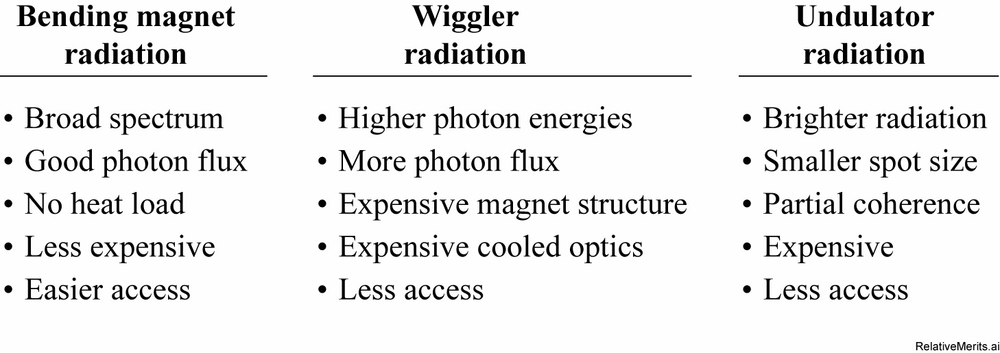 Bending magnet
radiation
• Broad spectrum
• Good photon flux
• No heat load
• Less expensive
• Easier access
Wiggler
radiation
• Higher photon energies
• More photon flux
• Expensive magnet structure
• Expensive cooled optics
• Less access
Undulator
radiation
• Brighter radiation
• Smaller spot size
• Partial coherence
• Expensive
• Less access
RelativeMerits.ai